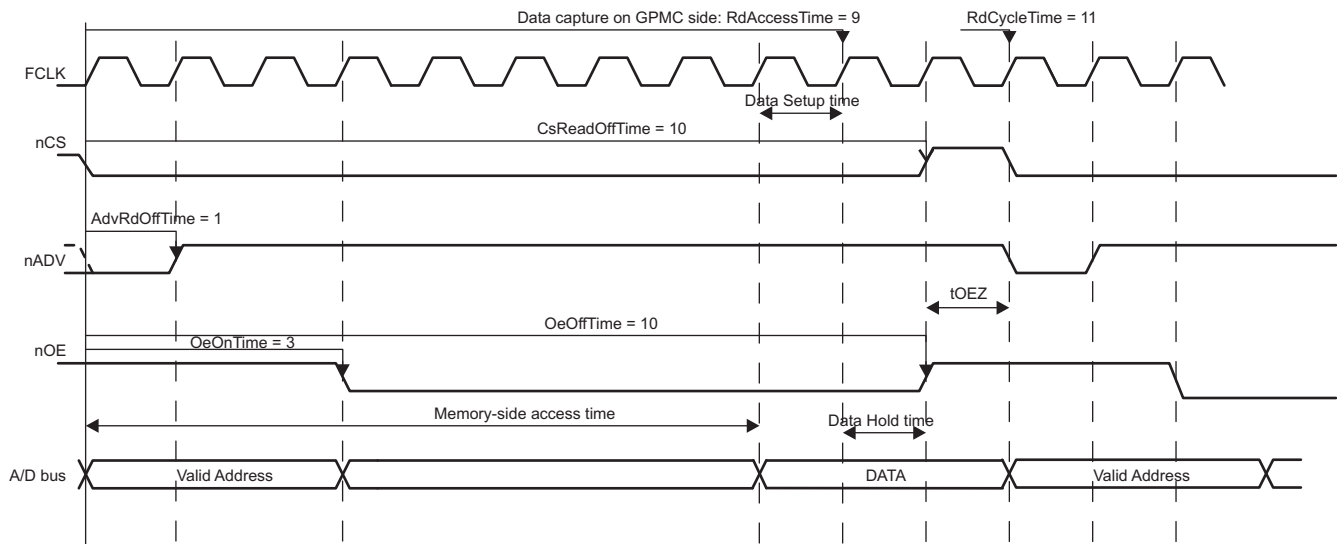 Data capture on GPMC side: RdAccessTime = 9
RdCycleTime = 11
FCLK
Data Setup time
CsReadOffTime = 10
nCS
AdvRdOffTime = 1
nADV
tOEZ
OeOffTime = 10
OeOnTime = 3
nOE
Memory-side access time
Data Hold time
A/D bus
Valid Address
DATA
Valid Address